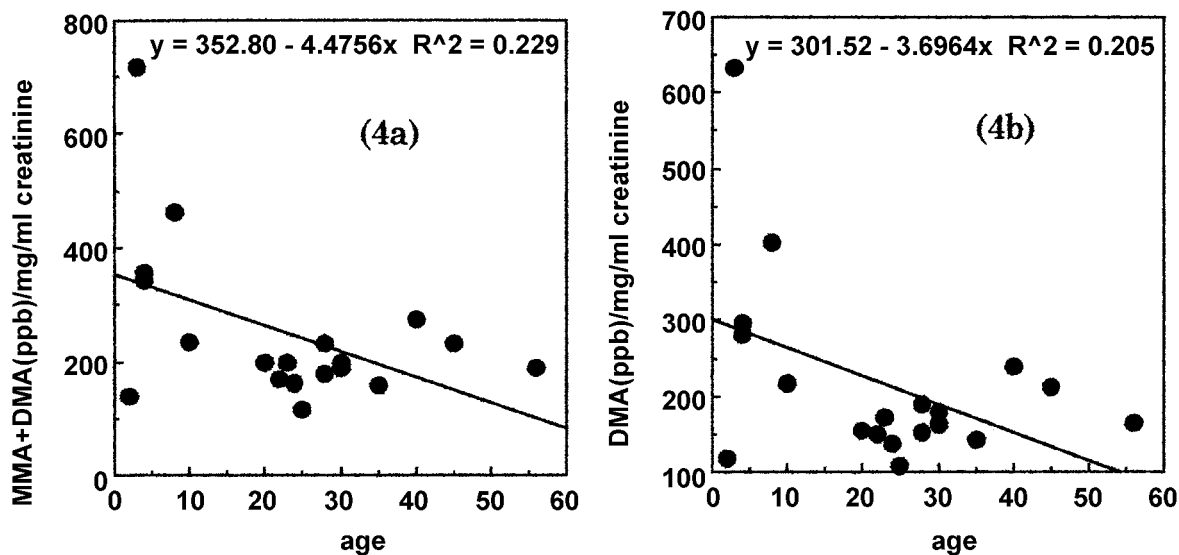 y = 352.80 - 4.4756x R^2 = 0.229
(4a)
MMA+DMA(ppb)/mg/ml creatinine
800
600
400
200
0
0 10 20 30 40 50 60
age
y = 301.52 - 3.6964x R^2 = 0.205
(4b)
DMA(ppb)/mg/ml creatinine
700
600
500
400
300
200
100
0 10 20 30 40 50 60
age